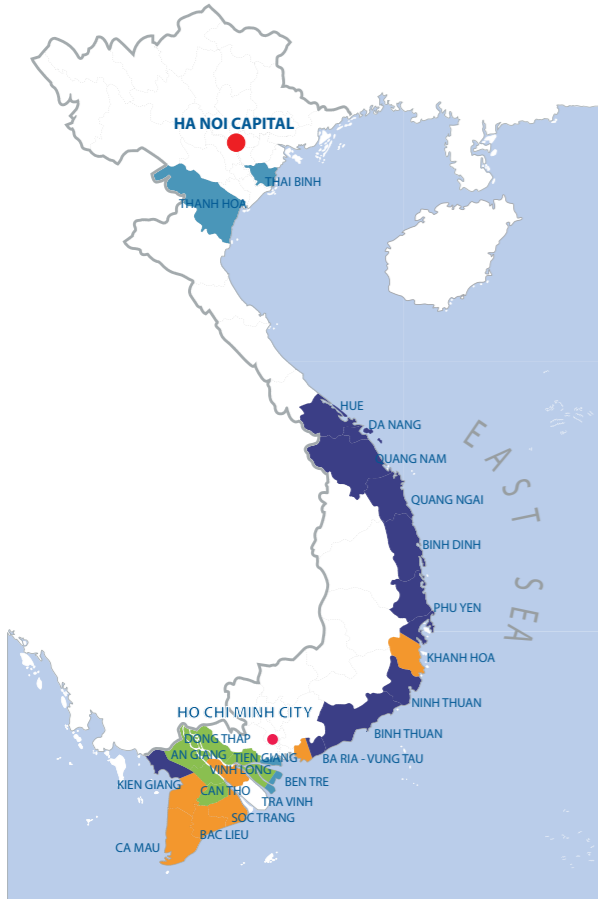 HA NOI CAPITAL
THAI BINH
THANH HOA
HUE
DA NANG
QUANG NAM
QUANG NGAI
BINH DINH
PHU YEN
KHANH HOA
NINH THUAN
BINH THUAN
BA RIA - VUNG TAU
EAST SEA
HO CHI MINH CITY
DONG THAP
AN GIANG
TIEN GIANG
VINH LONG
KIEN GIANG
CAN THO
BEN TRE
TRA VINH
SOC TRANG
BAC LIEU
CA MAU